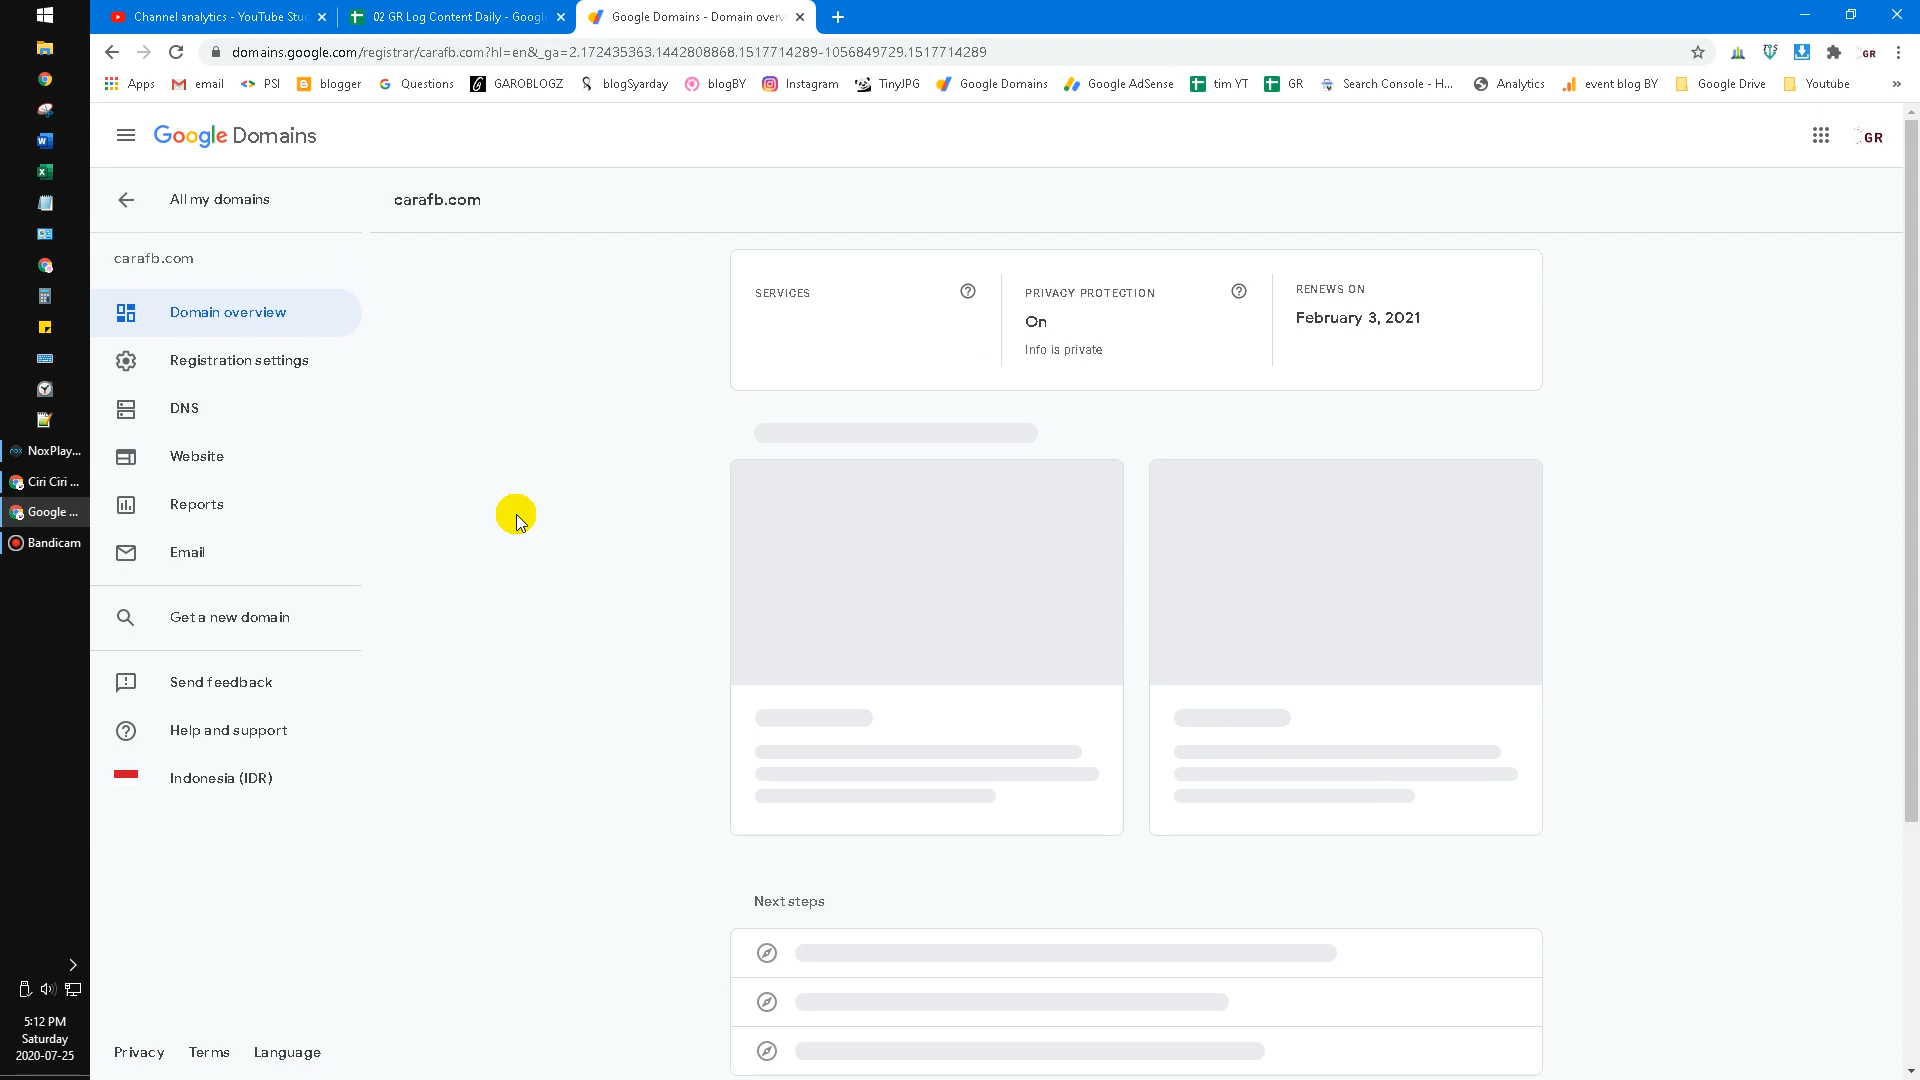 Channel analytics - YouTube Stu
02 GR Log Content Daily - Googl
Google Domains - Domain overv
domains.google.com/registrar/carafb.com?hl=en&_ga=2.172435363.1442808868.1517714289-1056849729.1517714289
GR
Apps
email
PSI
blogger
Questions
GAROBLOGZ
blogSyarday
blogBY
Instagram
TinyJPG
Google Domains
Google AdSense
tim YT
GR
Search Console - H...
Analytics
event blog BY
Google Drive
Youtube
»
Google Domains
GR
All my domains
carafb.com
carafb.com
Domain overview
Registration settings
DNS
Website
Reports
Email
Get a new domain
Send feedback
Help and support
Indonesia (IDR)
Privacy
Terms
Language
SERVICES
PRIVACY PROTECTION
On
Info is private
RENEWS ON
February 3, 2021
Next steps
NoxPlay...
Ciri Ciri ...
Google ...
Bandicam
5:12 PM
Saturday
2020-07-25